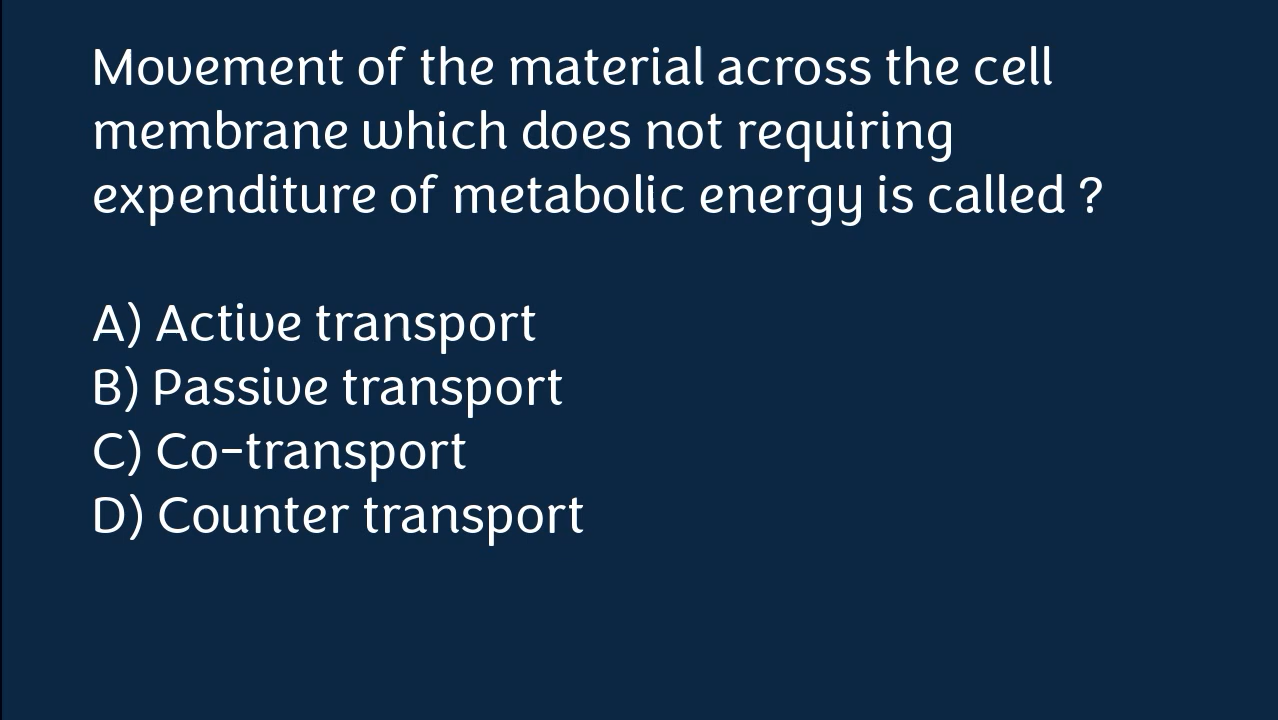 Movement of the material across the cell
membrane which does not requiring
expenditure of metabolic energy is called ?
A) Active transport
B) Passive transport
C) Co-transport
D) Counter transport